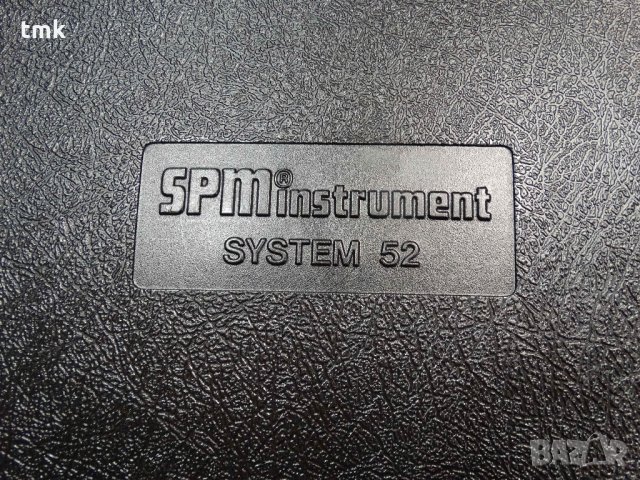 tmk
SPM® instrument
SYSTEM 52
BAZAR